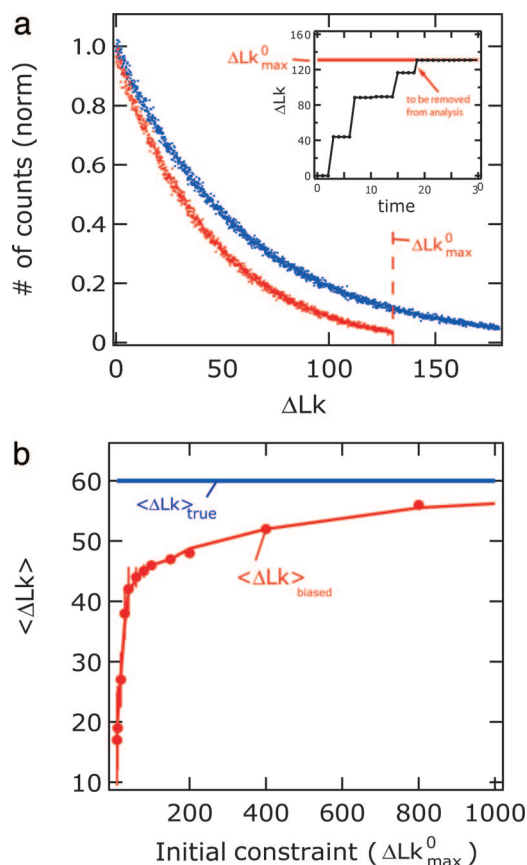 a
# of counts (norm)
1.0
0.8
0.6
0.4
0.2
0
0
50
100
150
ΔLk
ΔLk⁰max
ΔLk
160
120
80
40
0
ΔLk⁰max
to be removed
from analysis
0
10
20
30
0
time
b
<ΔLk>
60
50
40
30
20
10
<ΔLk>true
<ΔLk>biased
200
400
600
800
1000
Initial constraint (ΔLk⁰max)